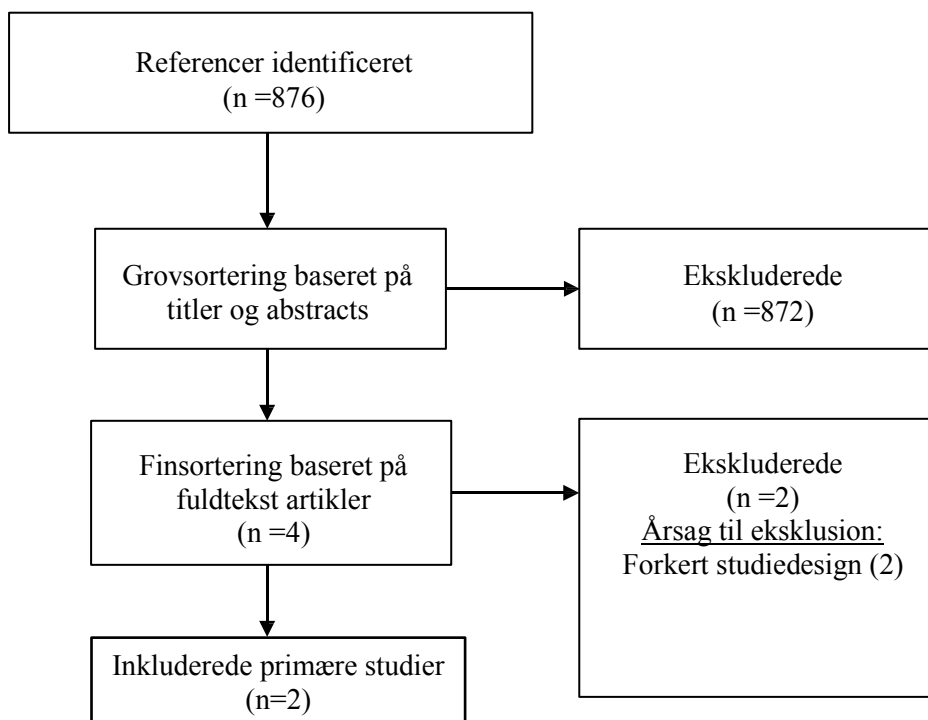 Referencer identificeret
(n =876)
Grovsortering baseret på
titler og abstracts
Ekskluderede
(n =872)
Finsortering baseret på
fuldtekst artikler
(n =4)
Ekskluderede
(n =2)
Årsag til eksklusion:
Forkert studiedesign (2)
Inkluderede primære studier
(n=2)